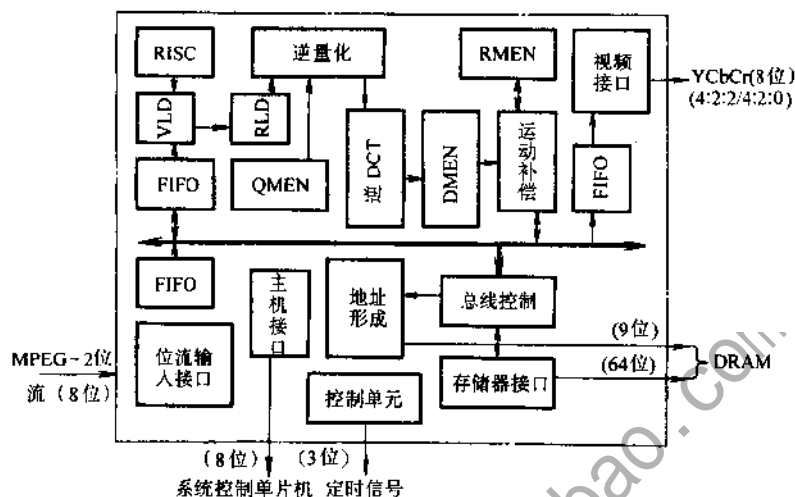 RISC
逆量化
RMEN
视频
接口
YCbCr(8位)
(4:2:2/4:2:0)
VLD
RLD
逆DCT
DMEN
运动补偿
FIFO
FIFO
QMEN
FIFO
主机接口
地址
形成
总线控制
(9位)
MPEG-2位
流（8位）
位流输
入接口
(64位)
DRAM
控制单元
存储器接口
（8位）
（3位）
系统控制单片机
定时信号